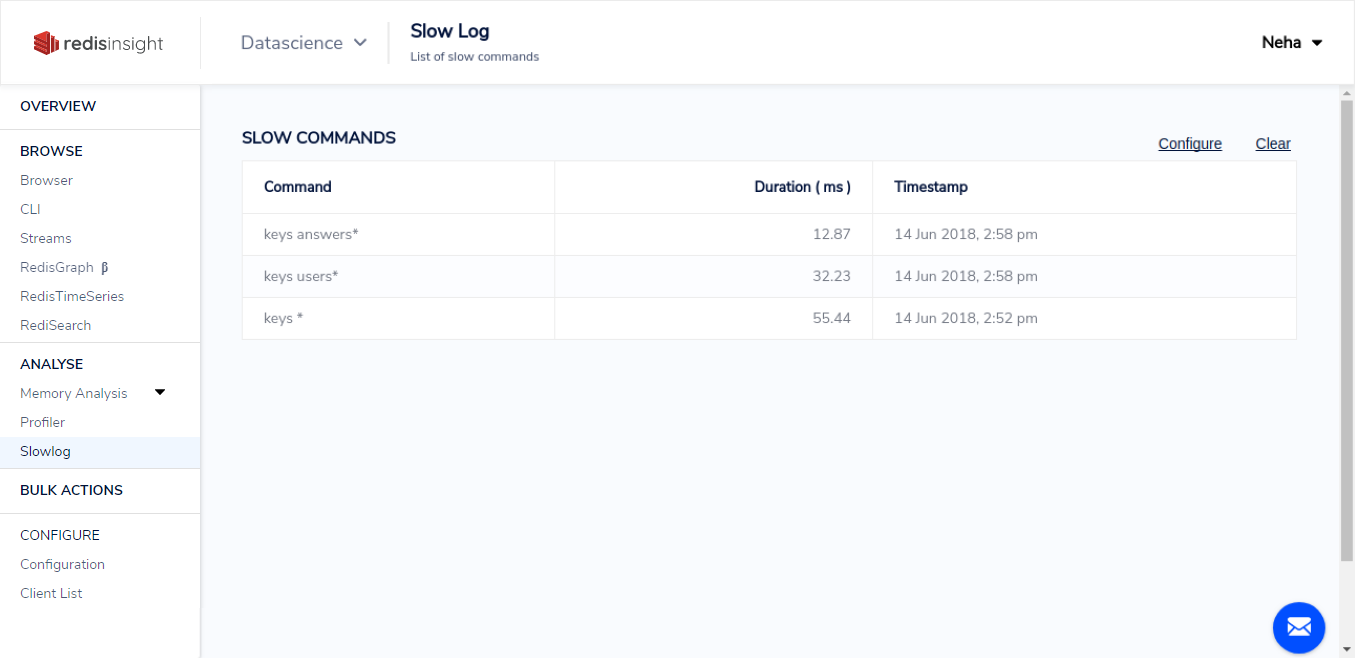 redisinsight
Datascience
Slow Log
List of slow commands
Neha
OVERVIEW
BROWSE
Browser
CLI
Streams
RedisGraph β
RedisTimeSeries
RediSearch
ANALYSE
Memory Analysis
Profiler
Slowlog
BULK ACTIONS
CONFIGURE
Configuration
Client List
SLOW COMMANDS
Configure Clear
Command Duration ( ms ) Timestamp
keys answers* 12.87 14 Jun 2018, 2:58 pm
keys users* 32.23 14 Jun 2018, 2:58 pm
keys * 55.44 14 Jun 2018, 2:52 pm